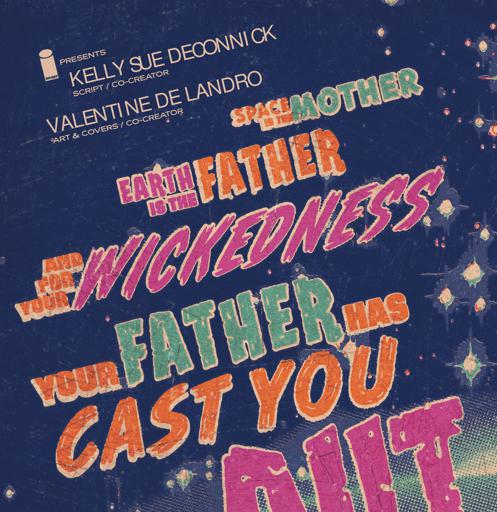 PRESENTS
KELLY SUE DECONNICK
SCRIPT / CO-CREATOR
VALENTINE DE LANDRO
ART & COVERS / CO-CREATOR
SPACE IS THE MOTHER
EARTH IS THE FATHER
AND FOR YOUR WICKEDNESS
YOUR FATHER HAS
CAST YOU
OUT